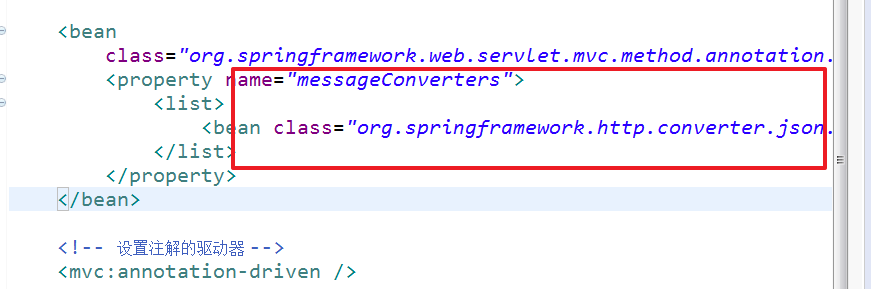 <bean
class="org.springframework.web.servlet.mvc.method.annotation.
<property name="messageConverters">
<list>
<bean class="org.springframework.http.converter.json.
</list>
</property>
</bean>
<!-- 设置注解的驱动器 -->
<mvc:annotation-driven />